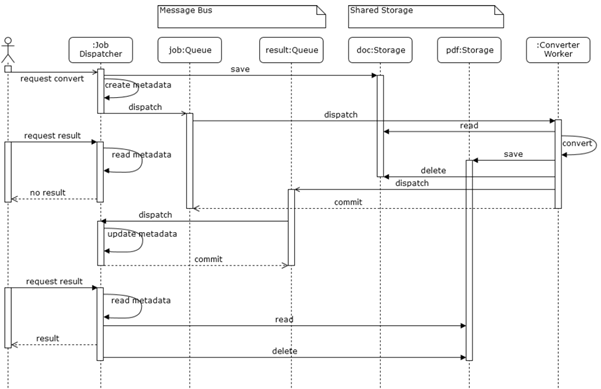 Message Bus
Shared Storage
:Job
Dispatcher
job:Queue
result:Queue
doc:Storage
pdf:Storage
:Converter
Worker
request convert
save
create metadata
dispatch
dispatch
read
request result
convert
read metadata
save
delete
dispatch
no result
commit
dispatch
update metadata
commit
request result
read metadata
read
result
delete